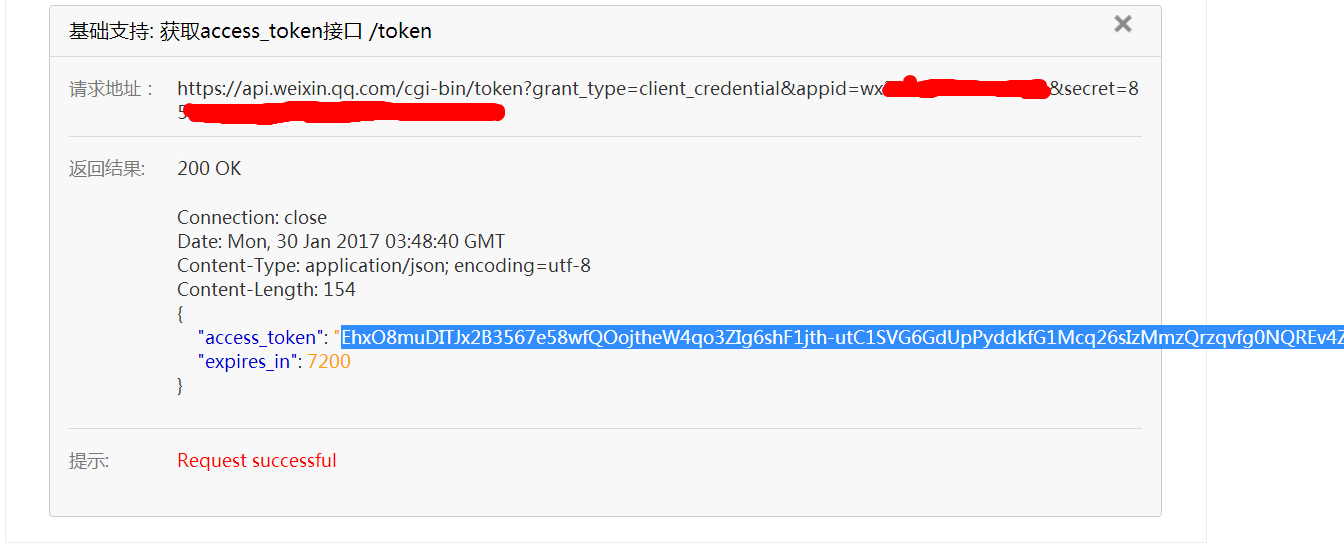 基础支持: 获取access_token接口 /token
请求地址：
https://api.weixin.qq.com/cgi-bin/token?grant_type=client_credential&appid=wx &secret=8
5
返回结果:
200 OK
Connection: close
Date: Mon, 30 Jan 2017 03:48:40 GMT
Content-Type: application/json; encoding=utf-8
Content-Length: 154
{
"access_token": "EhxO8muDITJx2B3567e58wfQOojtheW4qo3ZIg6shF1jth-utC1SVG6GdUpPyddkfG1Mcq26sIzMmzQrzqvfg0NQREv4Z
"expires_in": 7200
}
提示:
Request successful